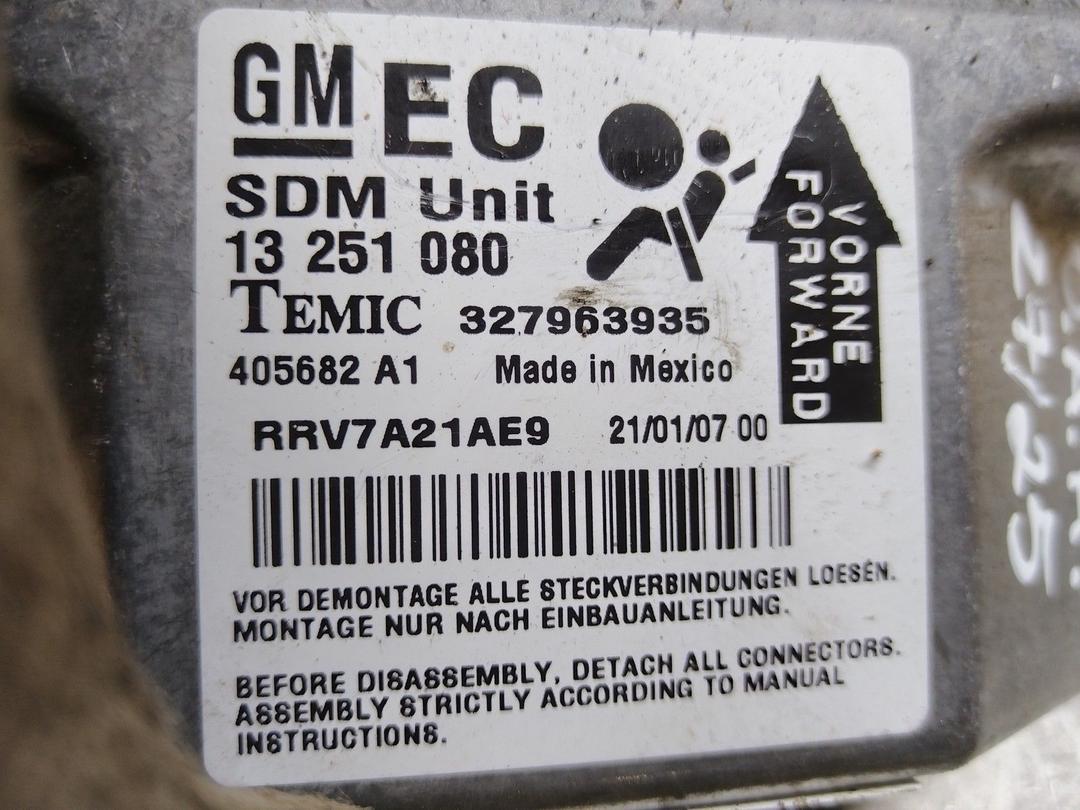 GM EC
SDM Unit
13 251 080
TEMIC 327963935
405682 A1 Made in Mexico
RRV7A21AE9 21/01/07 00
VORNE
FORWARD
VOR DEMONTAGE ALLE STECKVERBINDUNGEN LOESEN.
MONTAGE NUR NACH EINBAUANLEITUNG.
BEFORE DISASSEMBLY, DETACH ALL CONNECTORS.
ASSEMBLY STRICTLY ACCORDING TO MANUAL
INSTRUCTIONS.
27/25